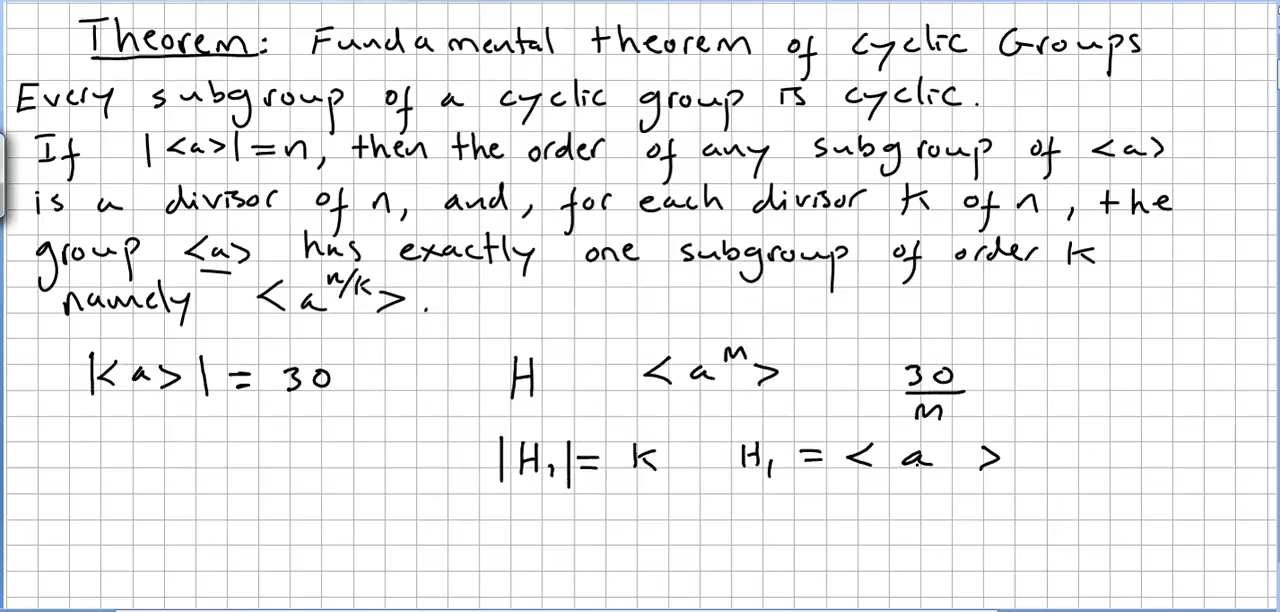 Theorem: Fundamental theorem of cyclic Groups
Every subgroup of a cyclic group is cyclic.
If |<a>| = n, then the order of any subgroup of <a>
is a divisor of n, and, for each divisor k of n, the
group <a> has exactly one subgroup of order k
namely <a^{n/k}>.
|<a>| = 30 H <a^m> 30/m
|H₁| = k H₁ = < a >